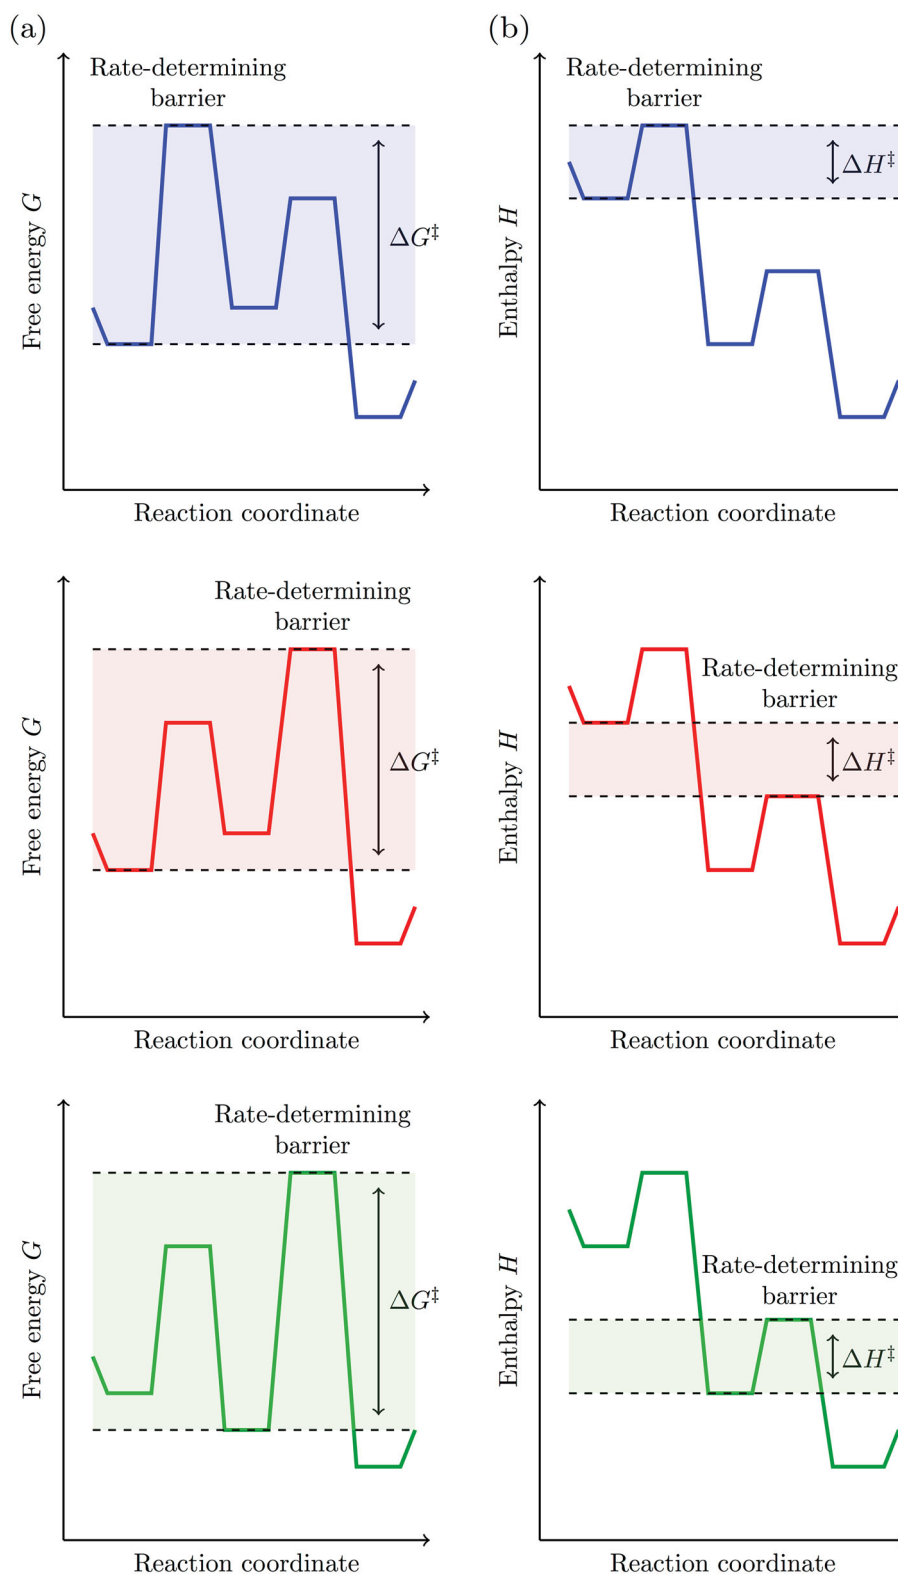 (a)
(b)
Rate-determining
barrier
Free energy G
ΔG‡
Reaction coordinate
Rate-determining
barrier
Enthalpy H
ΔH‡
Reaction coordinate
Rate-determining
barrier
Free energy G
ΔG‡
Reaction coordinate
Rate-determining
barrier
Enthalpy H
ΔH‡
Reaction coordinate
Rate-determining
barrier
Free energy G
ΔG‡
Reaction coordinate
Rate-determining
barrier
Enthalpy H
ΔH‡
Reaction coordinate